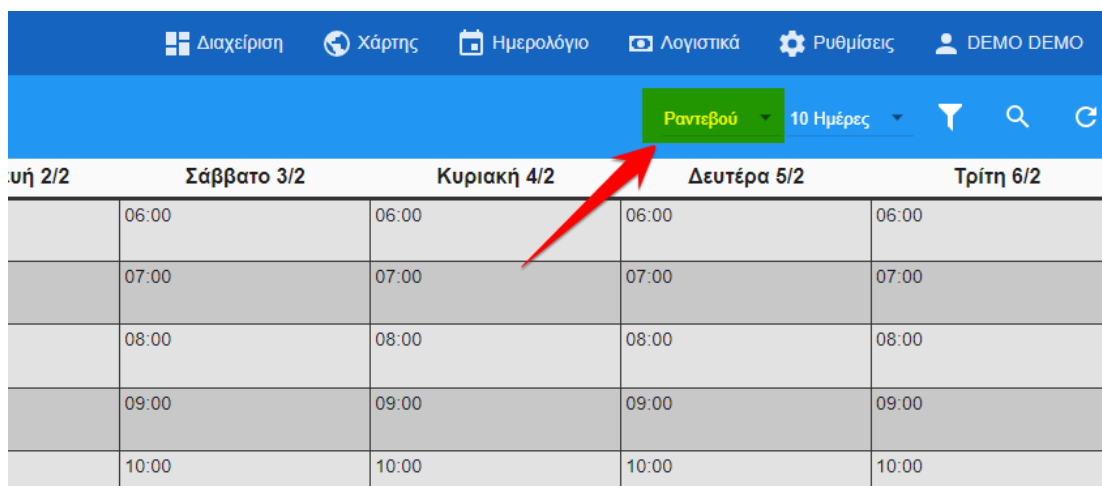 Διαχείριση Χάρτης Ημερολόγιο Λογιστικά Ρυθμίσεις DEMO DEMO
Ραντεβού 10 Ημέρες
υή 2/2 Σάββατο 3/2 Κυριακή 4/2 Δευτέρα 5/2 Τρίτη 6/2
06:00 06:00 06:00 06:00
07:00 07:00 07:00 07:00
08:00 08:00 08:00 08:00
09:00 09:00 09:00 09:00
10:00 10:00 10:00 10:00